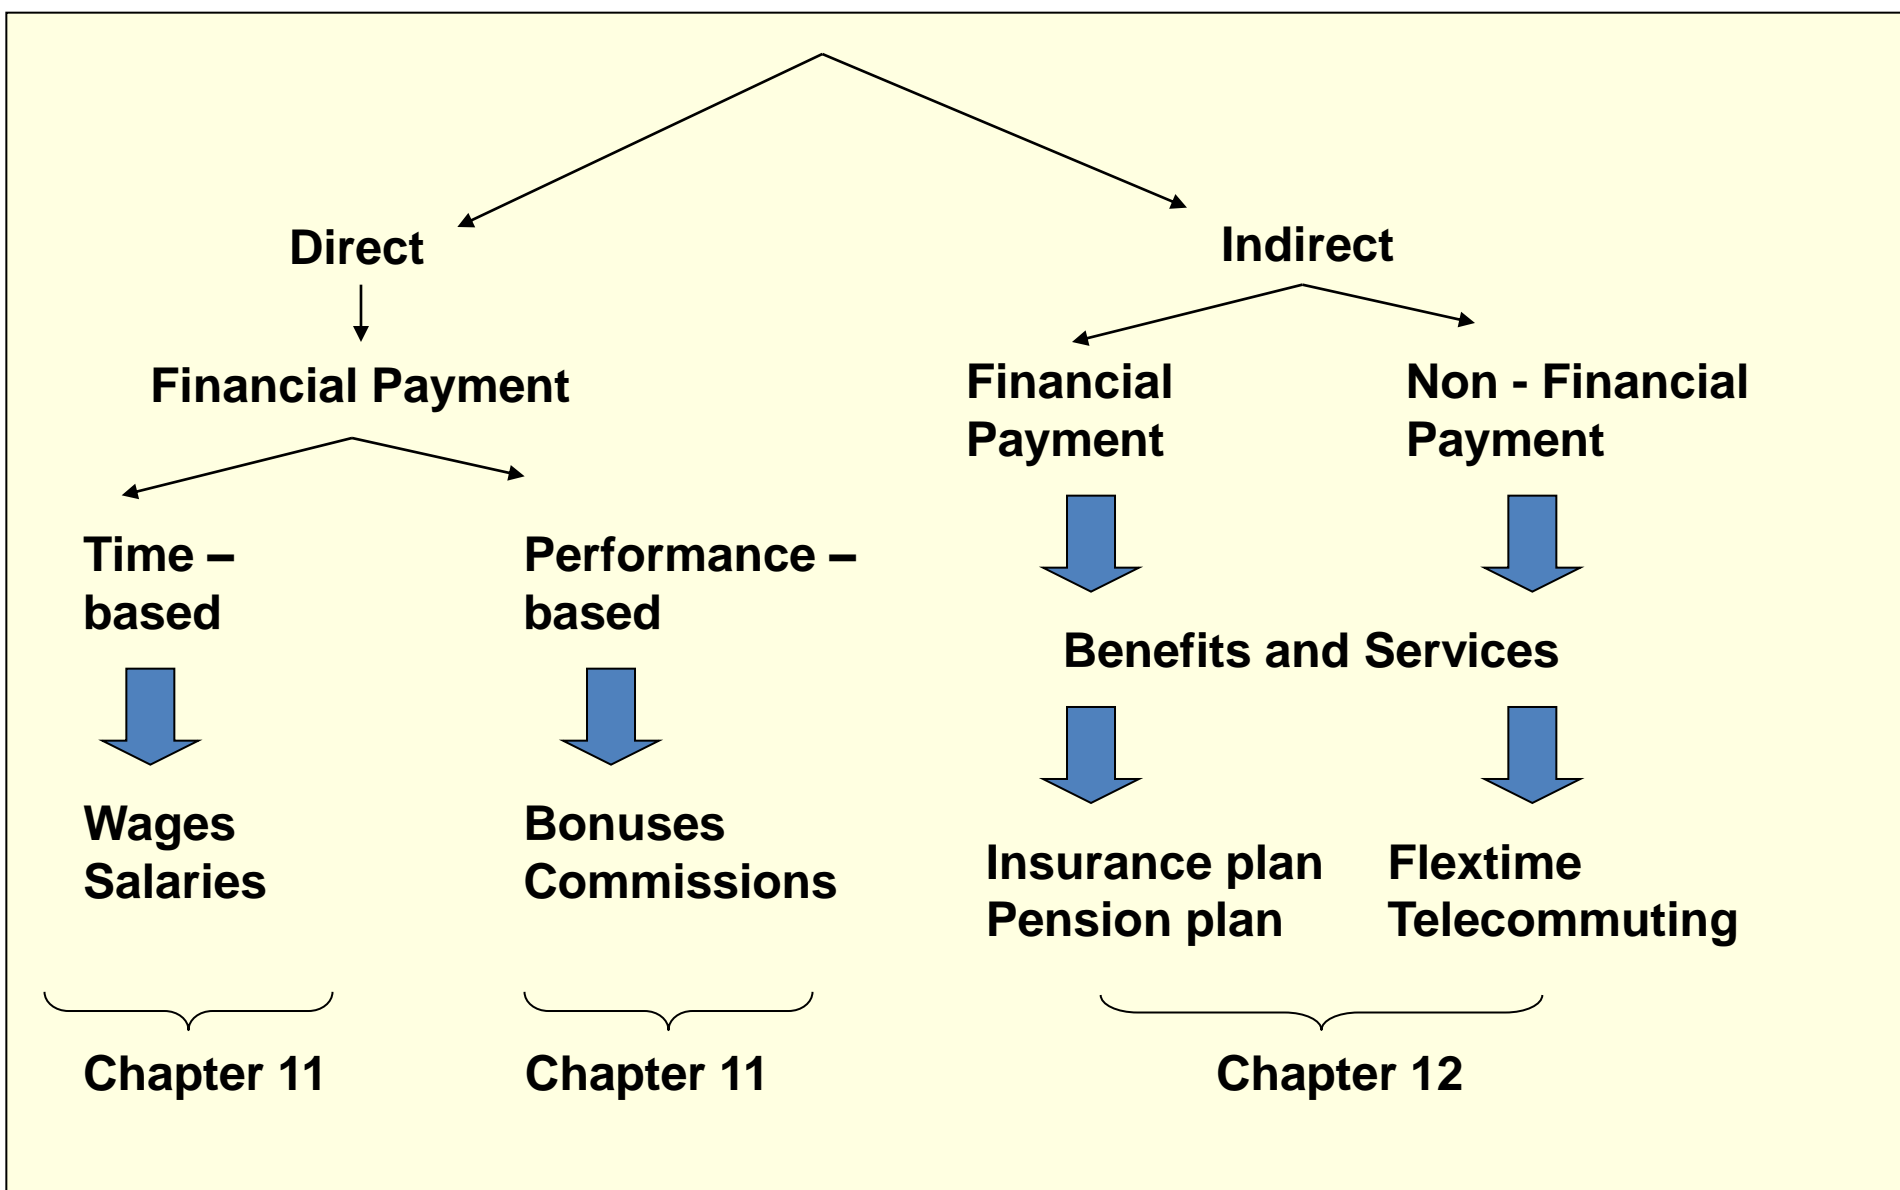 Direct
Indirect
Financial Payment
Financial
Payment
Non - Financial
Payment
Time –
based
Performance –
based
Benefits and Services
Wages
Salaries
Bonuses
Commissions
Insurance plan
Pension plan
Flextime
Telecommuting
Chapter 11
Chapter 11
Chapter 12